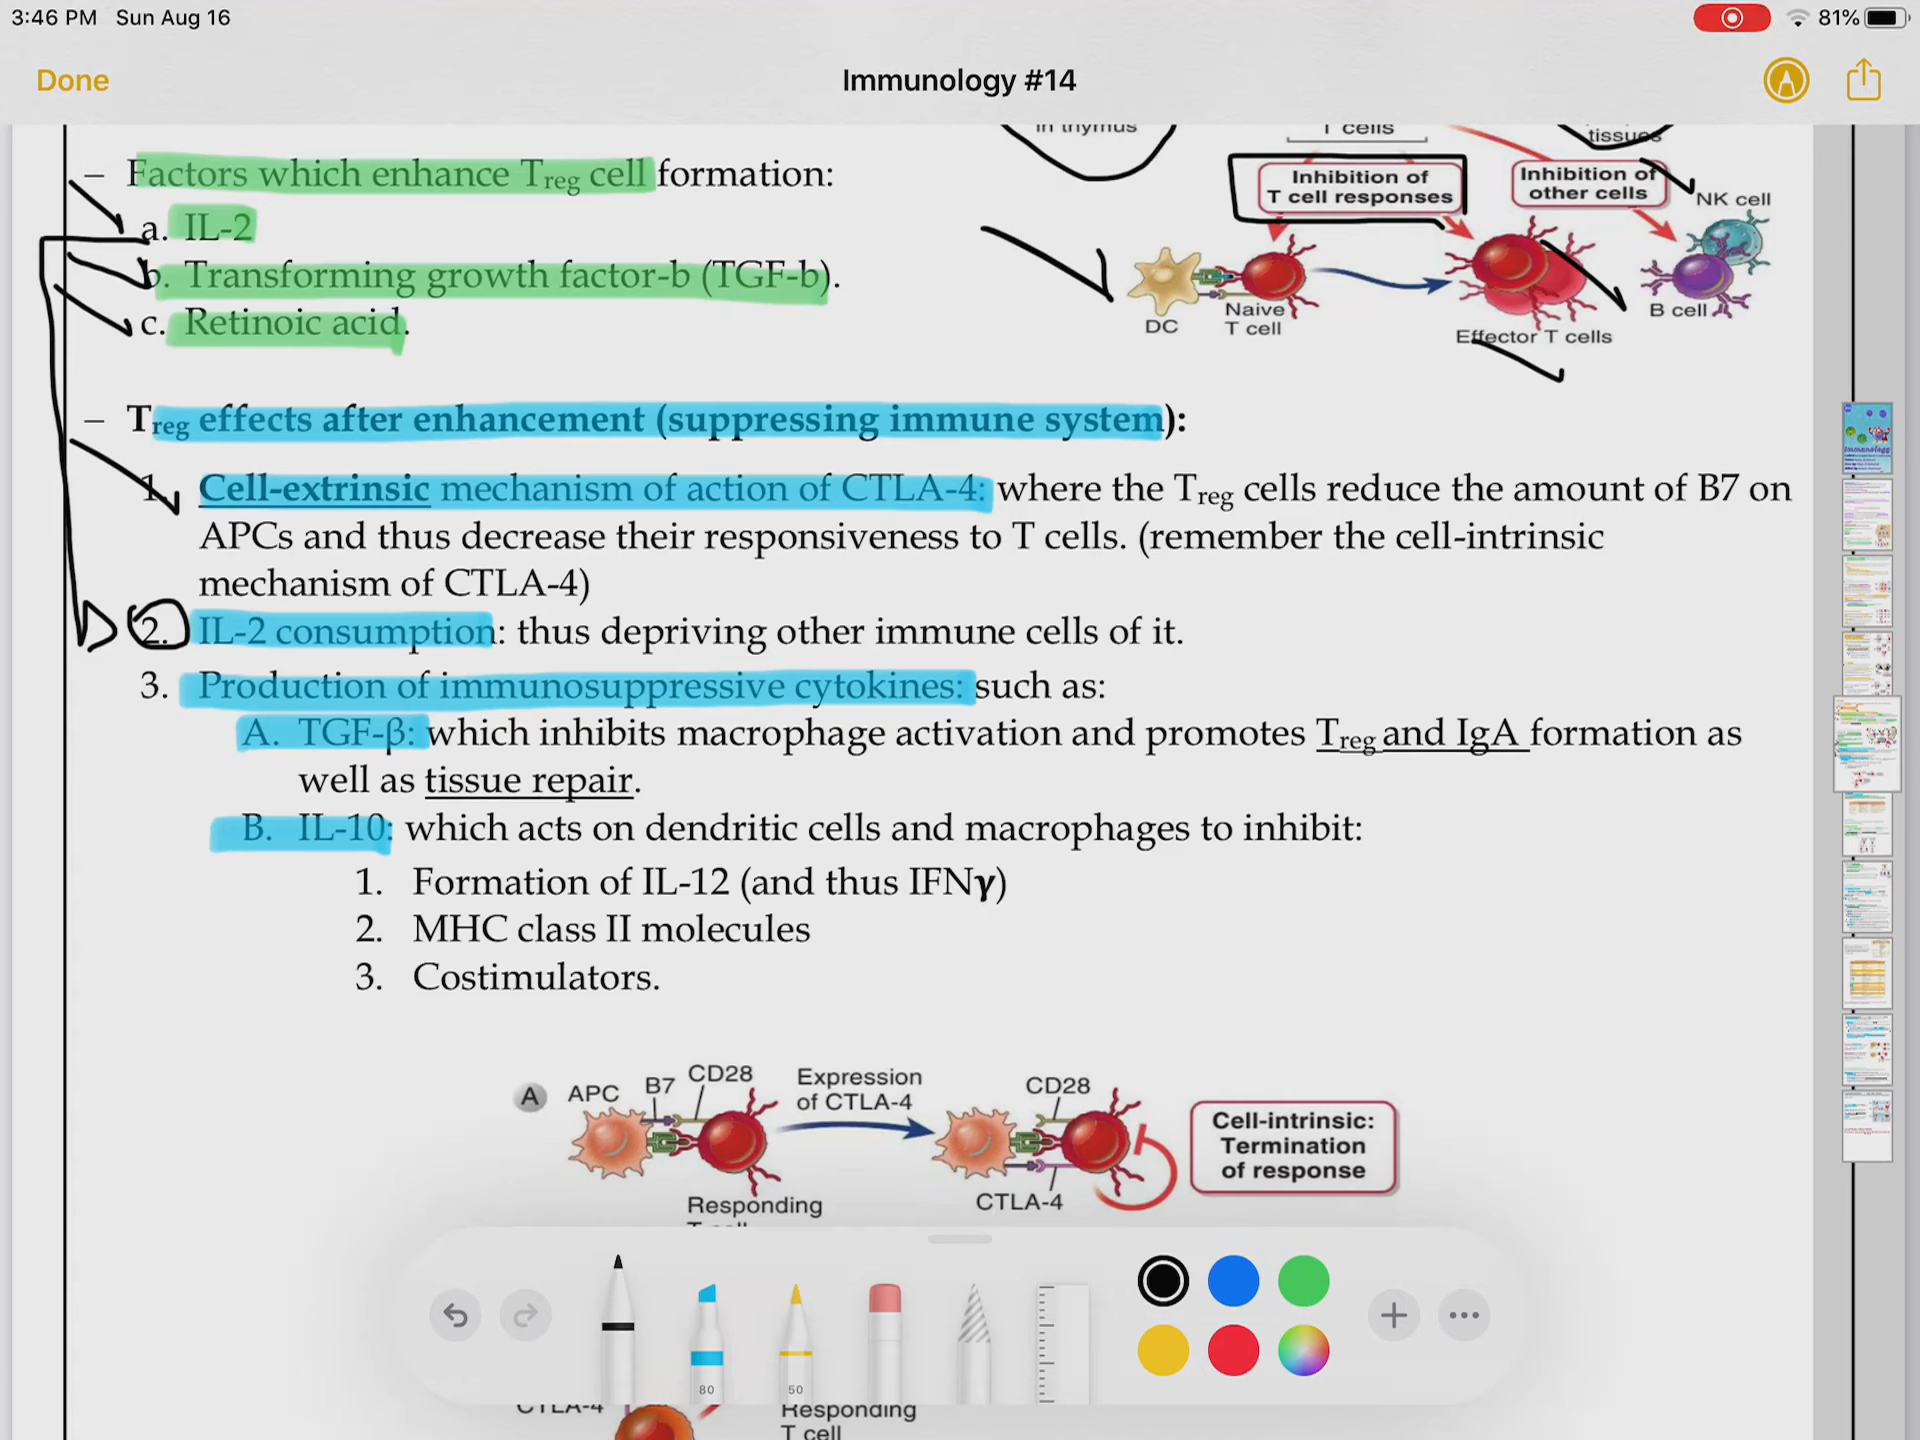 3:46 PM Sun Aug 16
81%
Done
Immunology #14
in thymus
T cells
tissues
– Factors which enhance Treg cell formation:
a. IL-2
b. Transforming growth factor-b (TGF-b).
c. Retinoic acid.
Inhibition of
T cell responses
Inhibition of
other cells
NK cell
DC
Naive
T cell
Effector T cells
B cell
– Treg effects after enhancement (suppressing immune system):
1. Cell-extrinsic mechanism of action of CTLA-4: where the Treg cells reduce the amount of B7 on
APCs and thus decrease their responsiveness to T cells. (remember the cell-intrinsic
mechanism of CTLA-4)
2. IL-2 consumption: thus depriving other immune cells of it.
3. Production of immunosuppressive cytokines: such as:
A. TGF-β: which inhibits macrophage activation and promotes Treg and IgA formation as
well as tissue repair.
B. IL-10: which acts on dendritic cells and macrophages to inhibit:
1. Formation of IL-12 (and thus IFNγ)
2. MHC class II molecules
3. Costimulators.
A
APC
B7
CD28
Expression
of CTLA-4
CD28
Cell-intrinsic:
Termination
of response
CTLA-4
Responding
T cell
80
50
CTLA-4
Responding
T cell